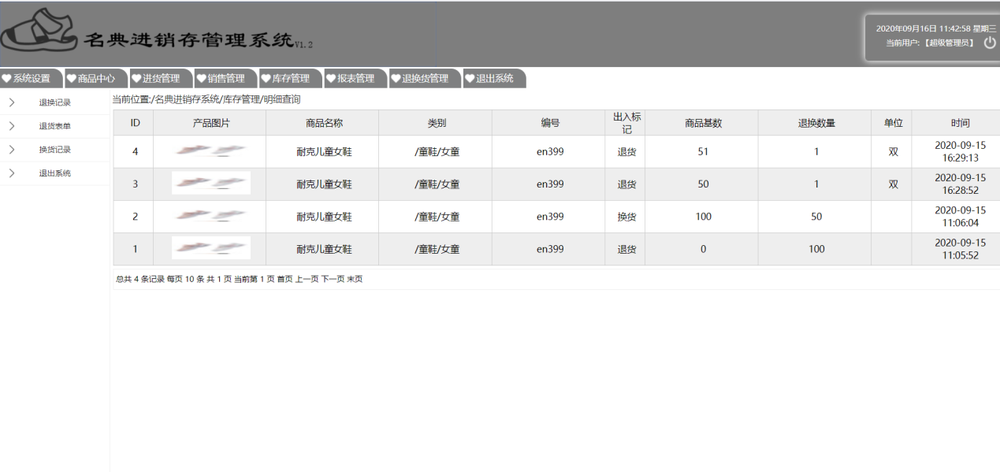 名典进销存管理系统V1.2
2020年09月16日 11:42:58 星期三
当前用户:【超级管理员】
系统设置 商品中心 进货管理 销售管理 库存管理 报表管理 退换货管理 退出系统
退换记录
退货表单
换货记录
退出系统
当前位置:/名典进销存系统/库存管理/明细查询
ID 产品图片 商品名称 类别 编号 出入标记 商品基数 退换数量 单位 时间
4 耐克儿童女鞋 /童鞋/女童 en399 退货 51 1 双 2020-09-15 16:29:13
3 耐克儿童女鞋 /童鞋/女童 en399 退货 50 1 双 2020-09-15 16:28:52
2 耐克儿童女鞋 /童鞋/女童 en399 换货 100 50 2020-09-15 11:06:04
1 耐克儿童女鞋 /童鞋/女童 en399 退货 0 100 2020-09-15 11:05:52
总共 4 条记录 每页 10 条 共 1 页 当前第 1 页 首页 上一页 下一页 末页